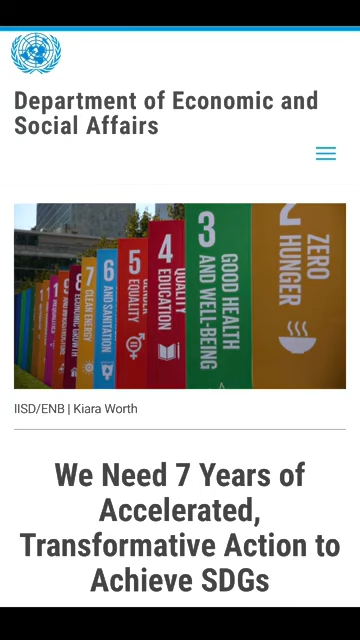 Department of Economic and
Social Affairs
2
ZERO
HUNGER
3
GOOD HEALTH
AND WELL-BEING
4
QUALITY
EDUCATION
5
GENDER
EQUALITY
6
AND SANITATION
7
CLEAN ENERGY
8
ECONOMIC GROWTH
IISD/ENB | Kiara Worth
We Need 7 Years of
Accelerated,
Transformative Action to
Achieve SDGs